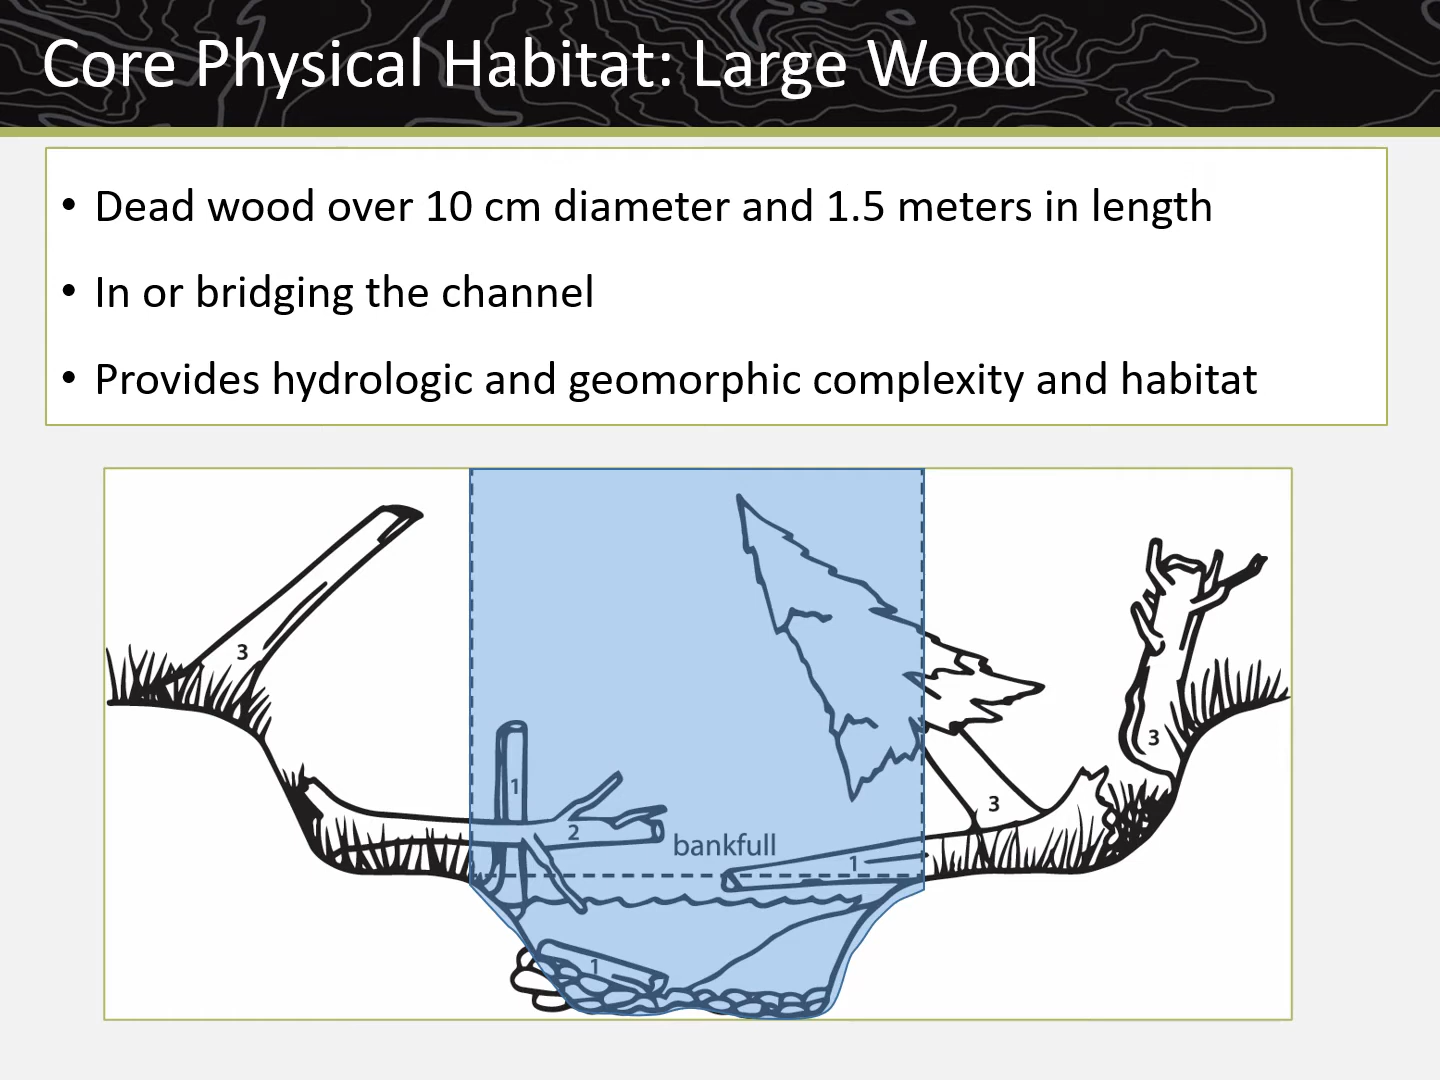 Core Physical Habitat: Large Wood
• Dead wood over 10 cm diameter and 1.5 meters in length
• In or bridging the channel
• Provides hydrologic and geomorphic complexity and habitat
3
3
1
3
2
bankfull
1
1